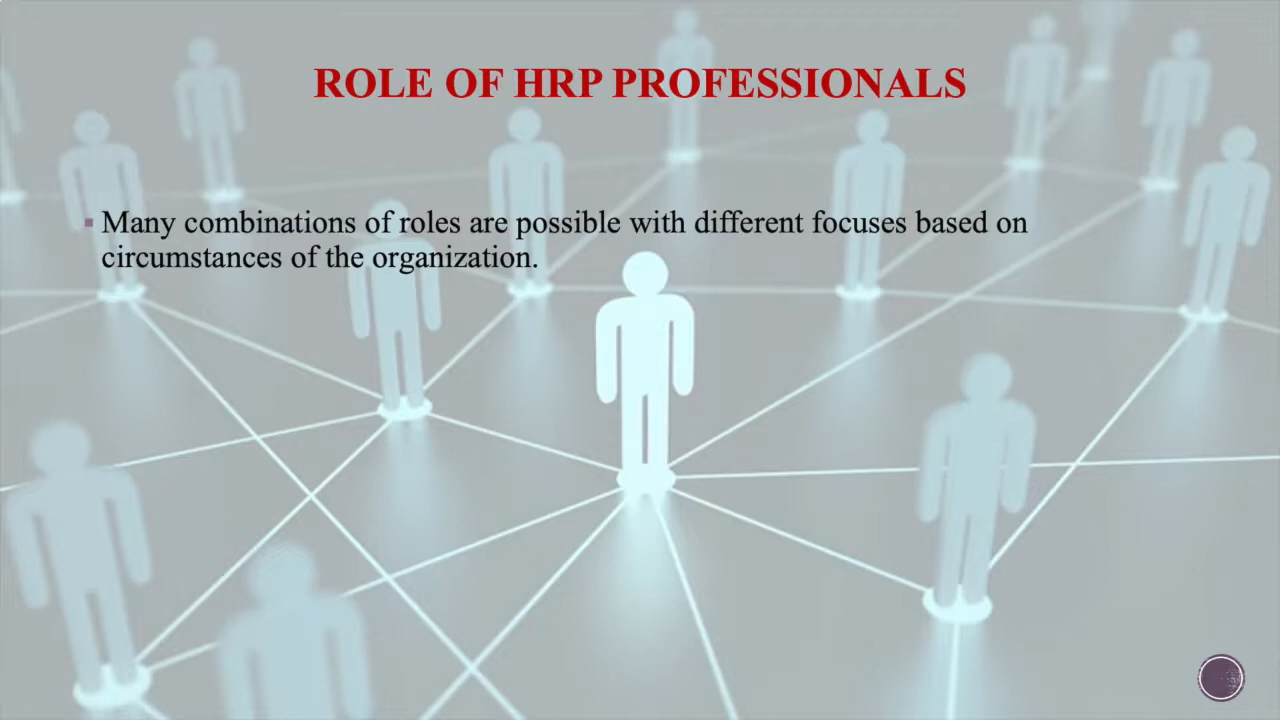 ROLE OF HRP PROFESSIONALS
Many combinations of roles are possible with different focuses based on
circumstances of the organization.